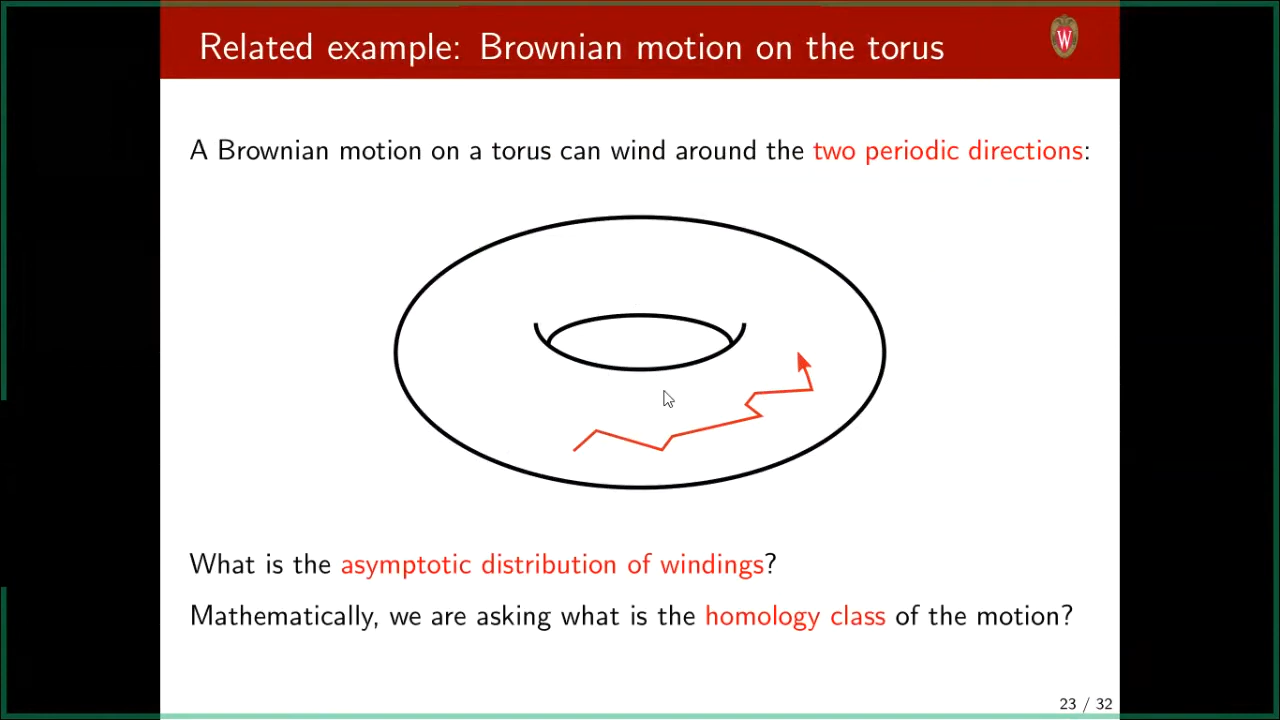 Related example: Brownian motion on the torus
W
A Brownian motion on a torus can wind around the two periodic directions:
What is the asymptotic distribution of windings?
Mathematically, we are asking what is the homology class of the motion?
23 / 32